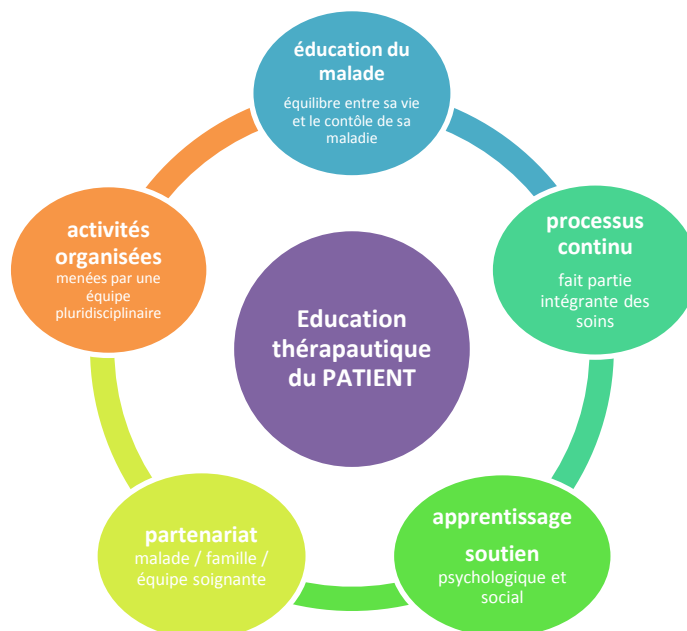 éducation du
malade
équilibre entre sa vie
et le contôle de sa
maladie
processus
continu
fait partie
intégrante des
soins
apprentissage
soutien
psychologique et
social
partenariat
malade / famille /
équipe soignante
activités
organisées
menées par une
équipe
pluridisciplinaire
Education
thérapautique
du PATIENT